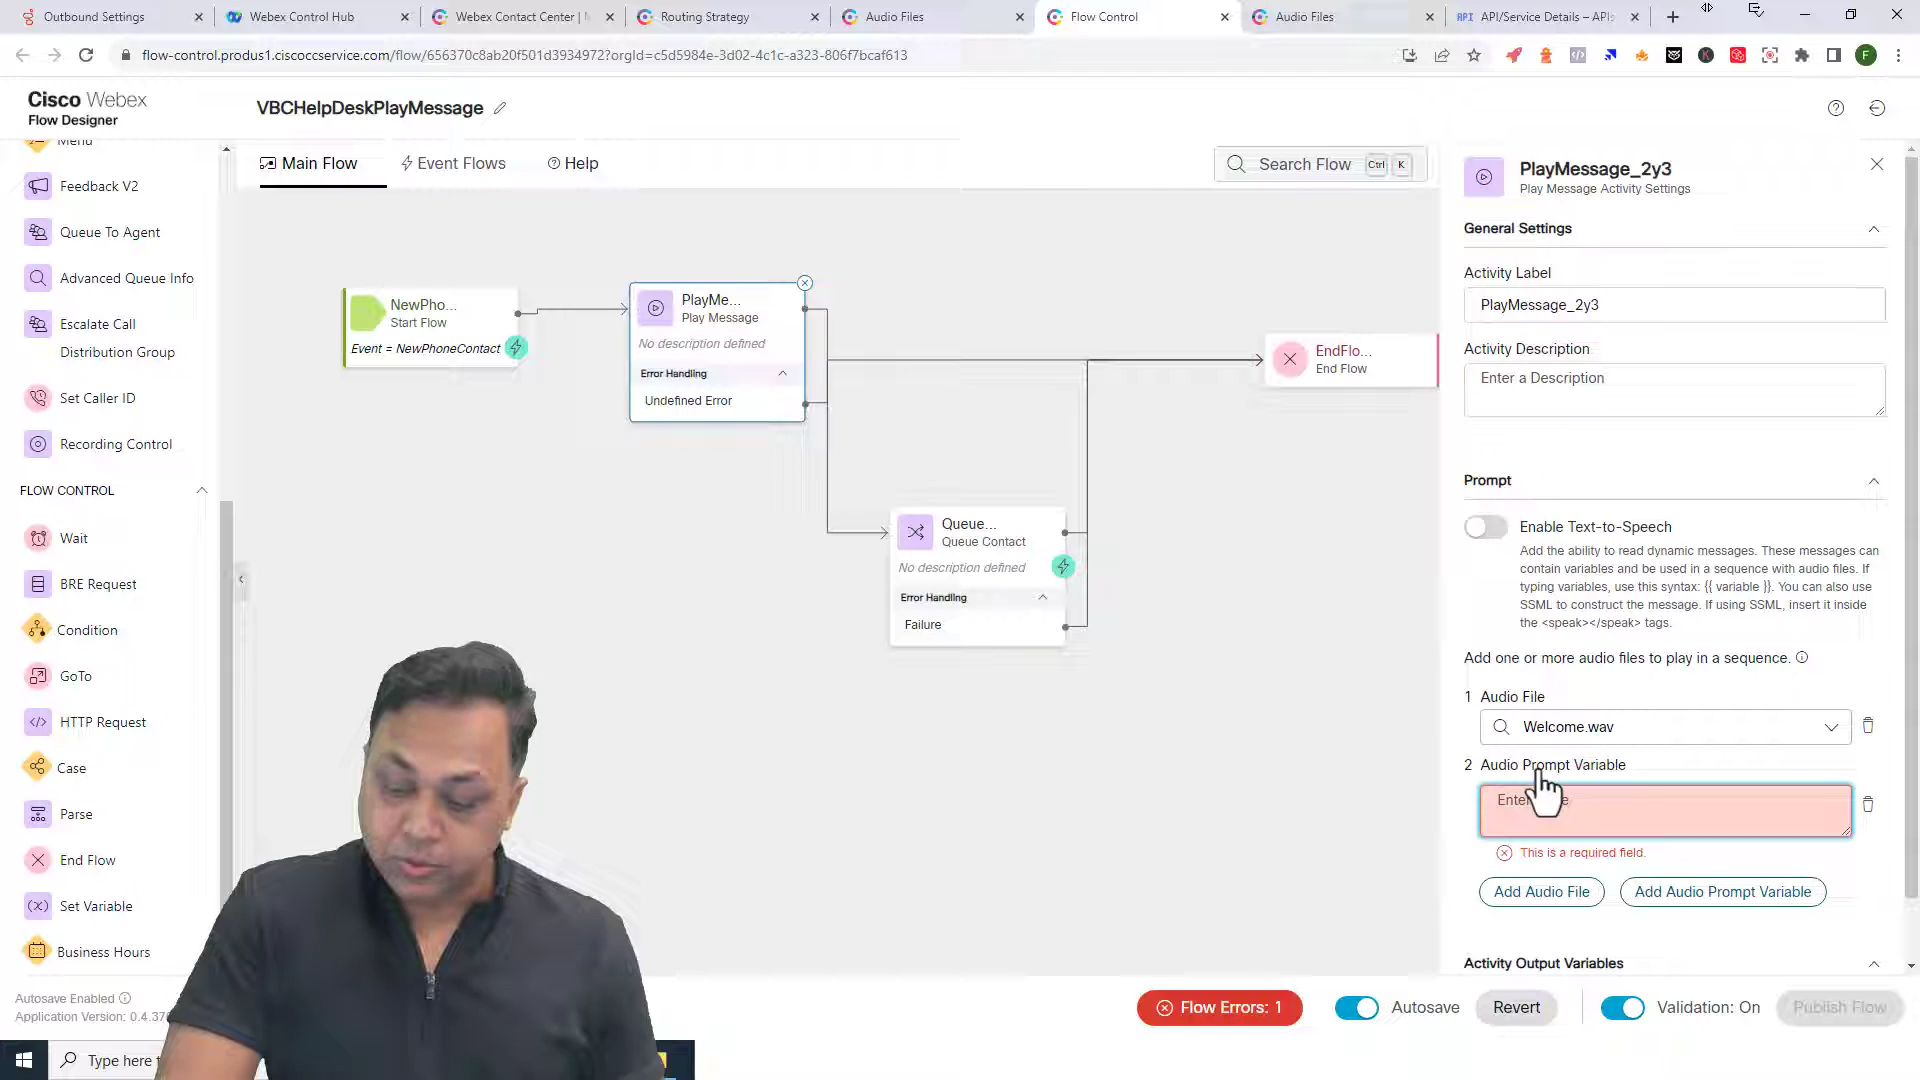 Outbound Settings
Webex Control Hub
Webex Contact Center |
Routing Strategy
Audio Files
Flow Control
Audio Files
API/Service Details – APIs
flow-control.produs1.ciscoccservice.com/flow/656370c8ab20f501d3934972?orgId=c5d5984e-3d02-4c1c-a323-806f7bcaf613
F
Cisco Webex
Flow Designer
VBCHelpDeskPlayMessage
Menu
Feedback V2
Queue To Agent
Advanced Queue Info
Escalate Call
Distribution Group
Set Caller ID
Recording Control
FLOW CONTROL
Wait
BRE Request
Condition
GoTo
HTTP Request
Case
Parse
End Flow
Set Variable
Business Hours
Autosave Enabled
Application Version: 0.4.37
Main Flow
Event Flows
Help
Search Flow
Ctrl
K
NewPho...
Start Flow
Event = NewPhoneContact
PlayMe...
Play Message
No description defined
Error Handling
Undefined Error
Queue...
Queue Contact
No description defined
Error Handling
Failure
EndFlo...
End Flow
PlayMessage_2y3
Play Message Activity Settings
General Settings
Activity Label
PlayMessage_2y3
Activity Description
Enter a Description
Prompt
Enable Text-to-Speech
Add the ability to read dynamic messages. These messages can
contain variables and be used in a sequence with audio files. If
typing variables, use this syntax: {{ variable }}. You can also use
SSML to construct the message. If using SSML, insert it inside
the <speak></speak> tags.
Add one or more audio files to play in a sequence.
1 Audio File
Welcome.wav
2 Audio Prompt Variable
This is a required field.
Add Audio File
Add Audio Prompt Variable
Activity Output Variables
Flow Errors: 1
Autosave
Revert
Validation: On
Publish Flow
Type here